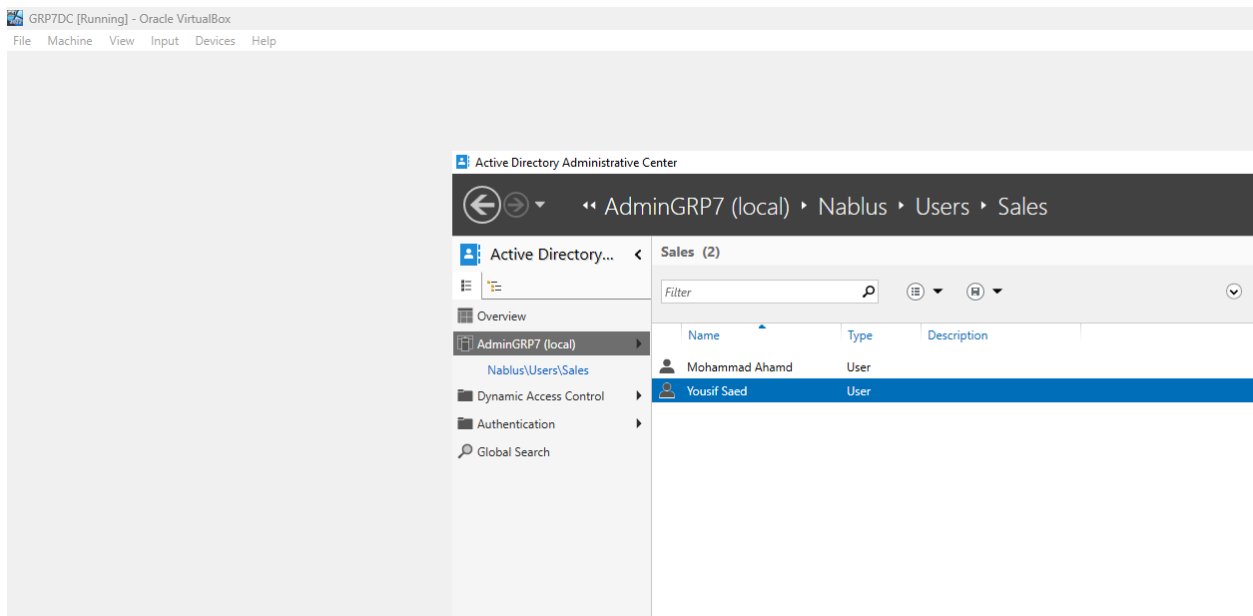 GRP7DC [Running] - Oracle VirtualBox
File Machine View Input Devices Help
Active Directory Administrative Center
AdminGRP7 (local) Nablus Users Sales
Active Directory...
Overview
AdminGRP7 (local)
Nablus\Users\Sales
Dynamic Access Control
Authentication
Global Search
Sales (2)
Filter
Name Type Description
Mohammad Ahamd User
Yousif Saed User